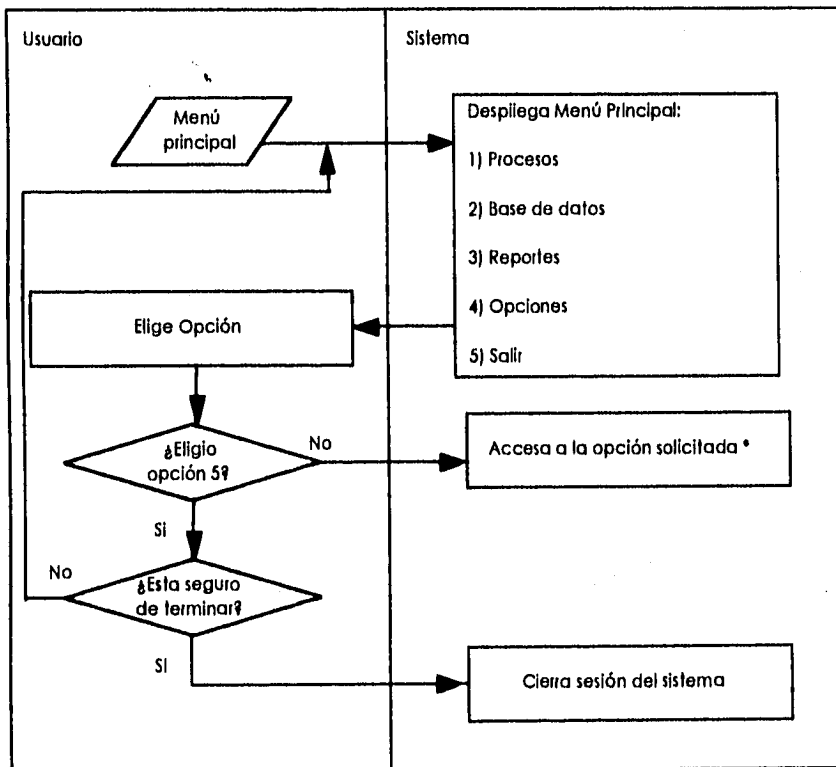 Usuario
Sistema
Menú
principal
Despliega Menú Principal:
1) Procesos
2) Base de datos
3) Reportes
4) Opciones
5) Salir
Elige Opción
¿Eligio
opción 5?
No
Accesa a la opción solicitada *
Si
No
¿Esta seguro
de terminar?
Si
Cierra sesión del sistema